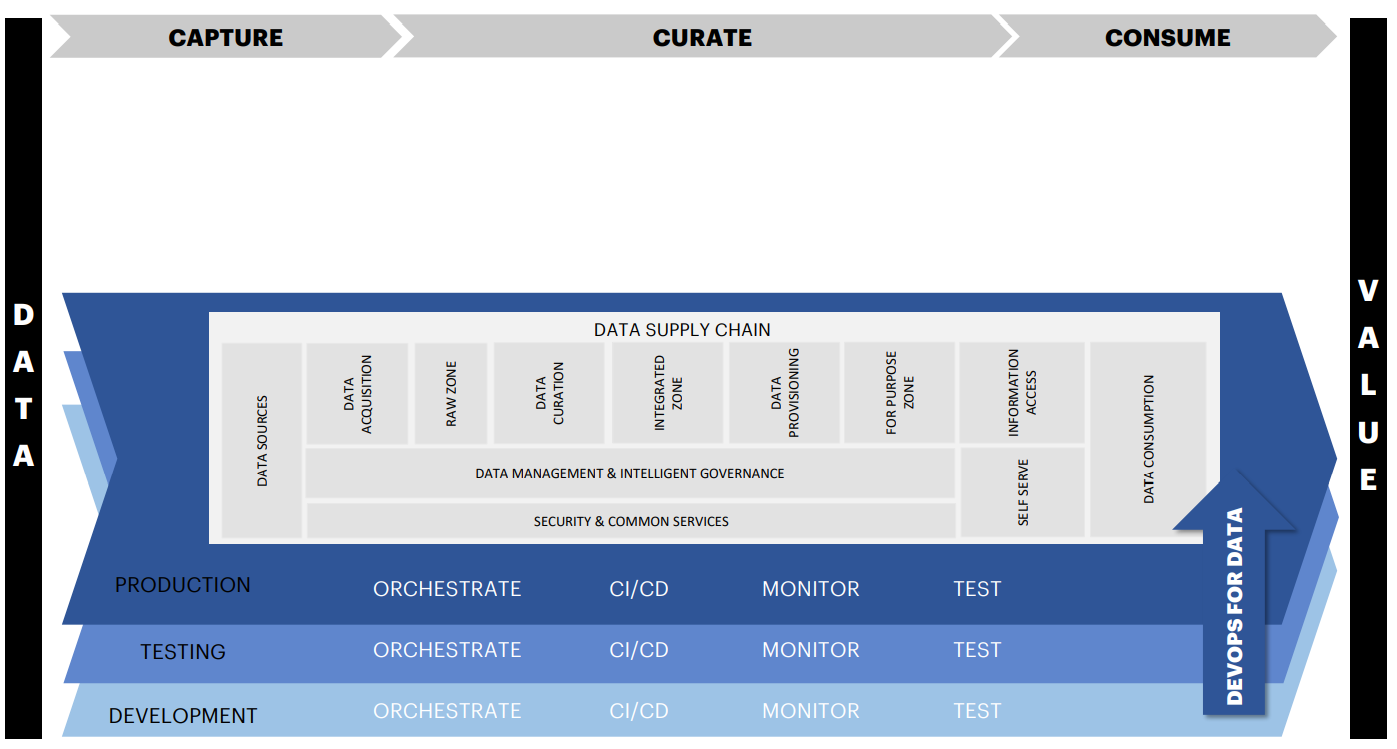 CAPTURE
CURATE
CONSUME
DATA
VALUE
DATA SUPPLY CHAIN
DATA SOURCES
DATA
ACQUISITION
RAW ZONE
DATA
CURATION
INTEGRATED
ZONE
DATA
PROVISIONING
FOR PURPOSE
ZONE
INFORMATION
ACCESS
DATA CONSUMPTION
DATA MANAGEMENT & INTELLIGENT GOVERNANCE
SELF SERVE
SECURITY & COMMON SERVICES
DEVOPS FOR DATA
PRODUCTION
ORCHESTRATE
CI/CD
MONITOR
TEST
TESTING
ORCHESTRATE
CI/CD
MONITOR
TEST
DEVELOPMENT
ORCHESTRATE
CI/CD
MONITOR
TEST